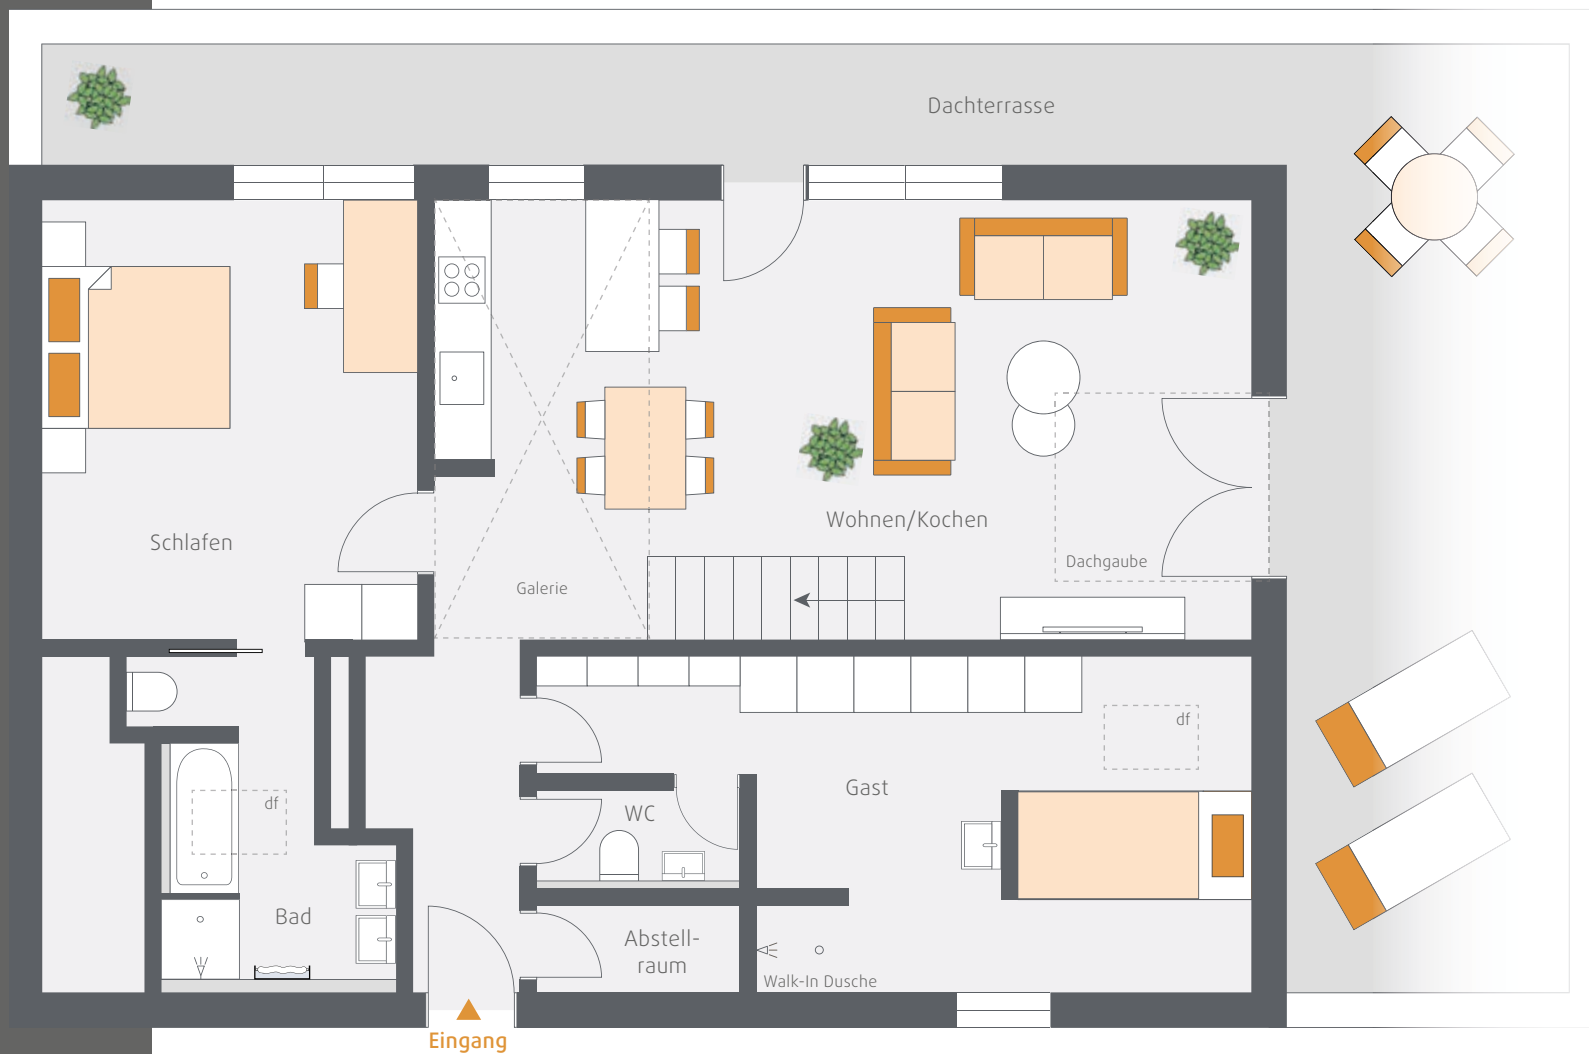 Dachterrasse
Wohnen/Kochen
Schlafen
Dachgaube
Galerie
df
Gast
df
WC
Bad
Abstell-
raum
Walk-In Dusche
Eingang